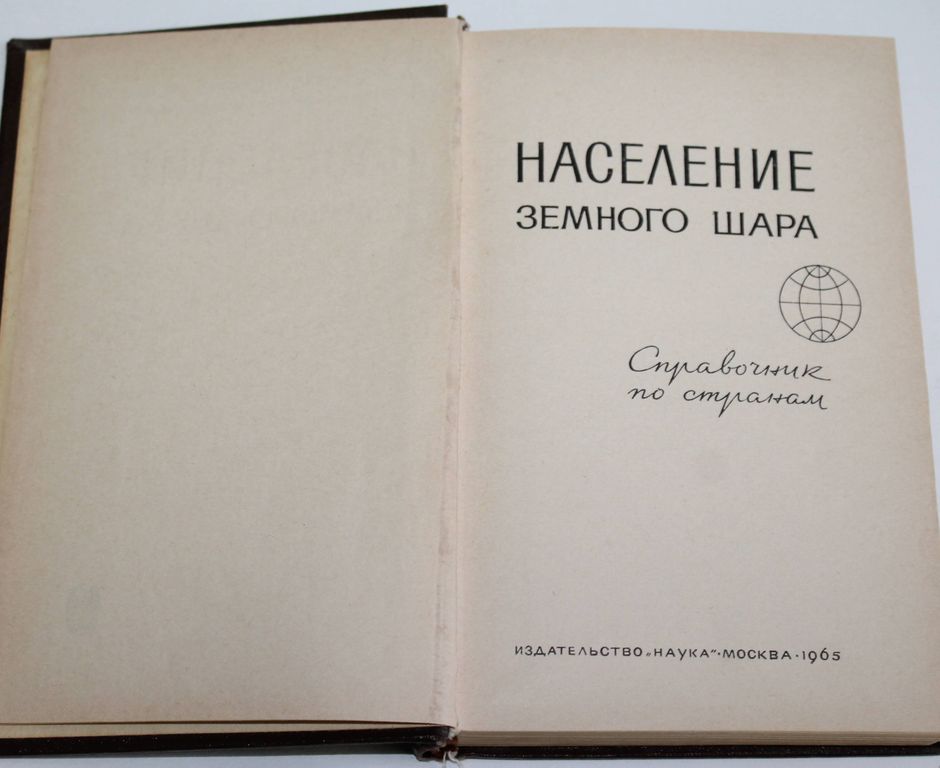 НАСЕЛЕНИЕ
ЗЕМНОГО ШАРА
Справочник
по странам
ИЗДАТЕЛЬСТВО „НАУКА“·МОСКВА·1965